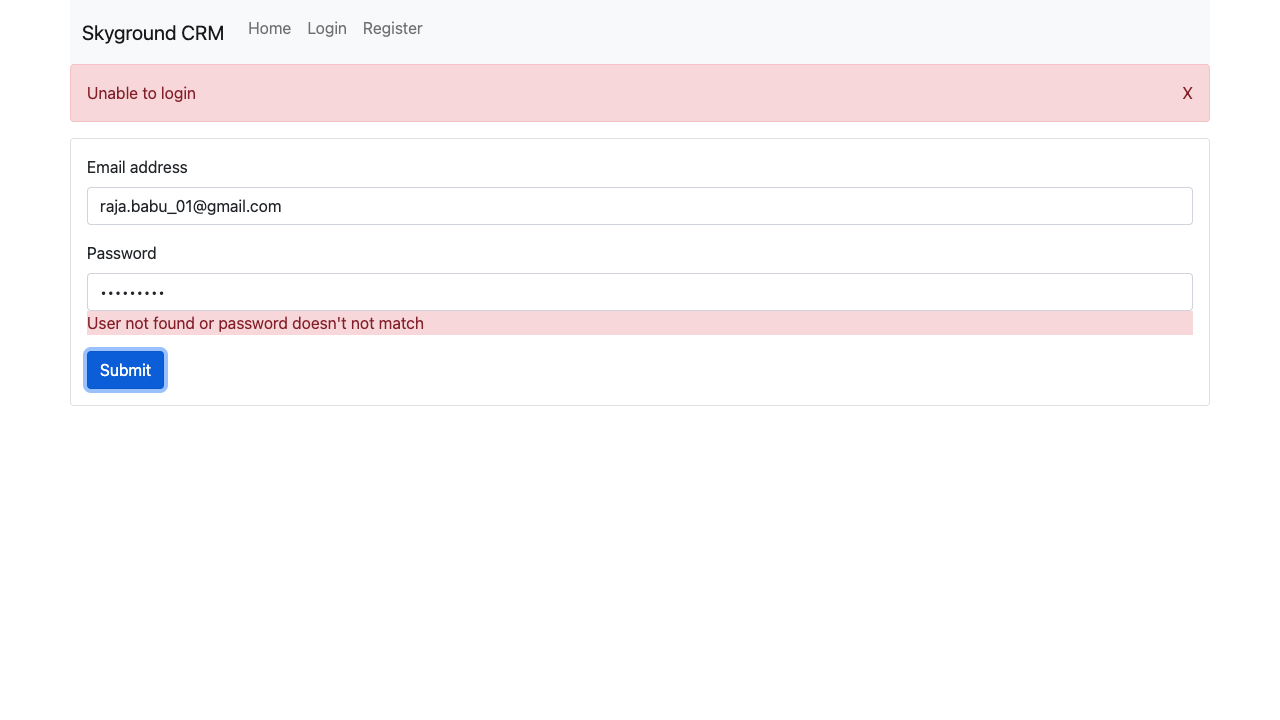 Skyground CRM Home Login Register
Unable to login X
Email address
raja.babu_01@gmail.com
Password
•••••••••
User not found or password doesn't not match
Submit